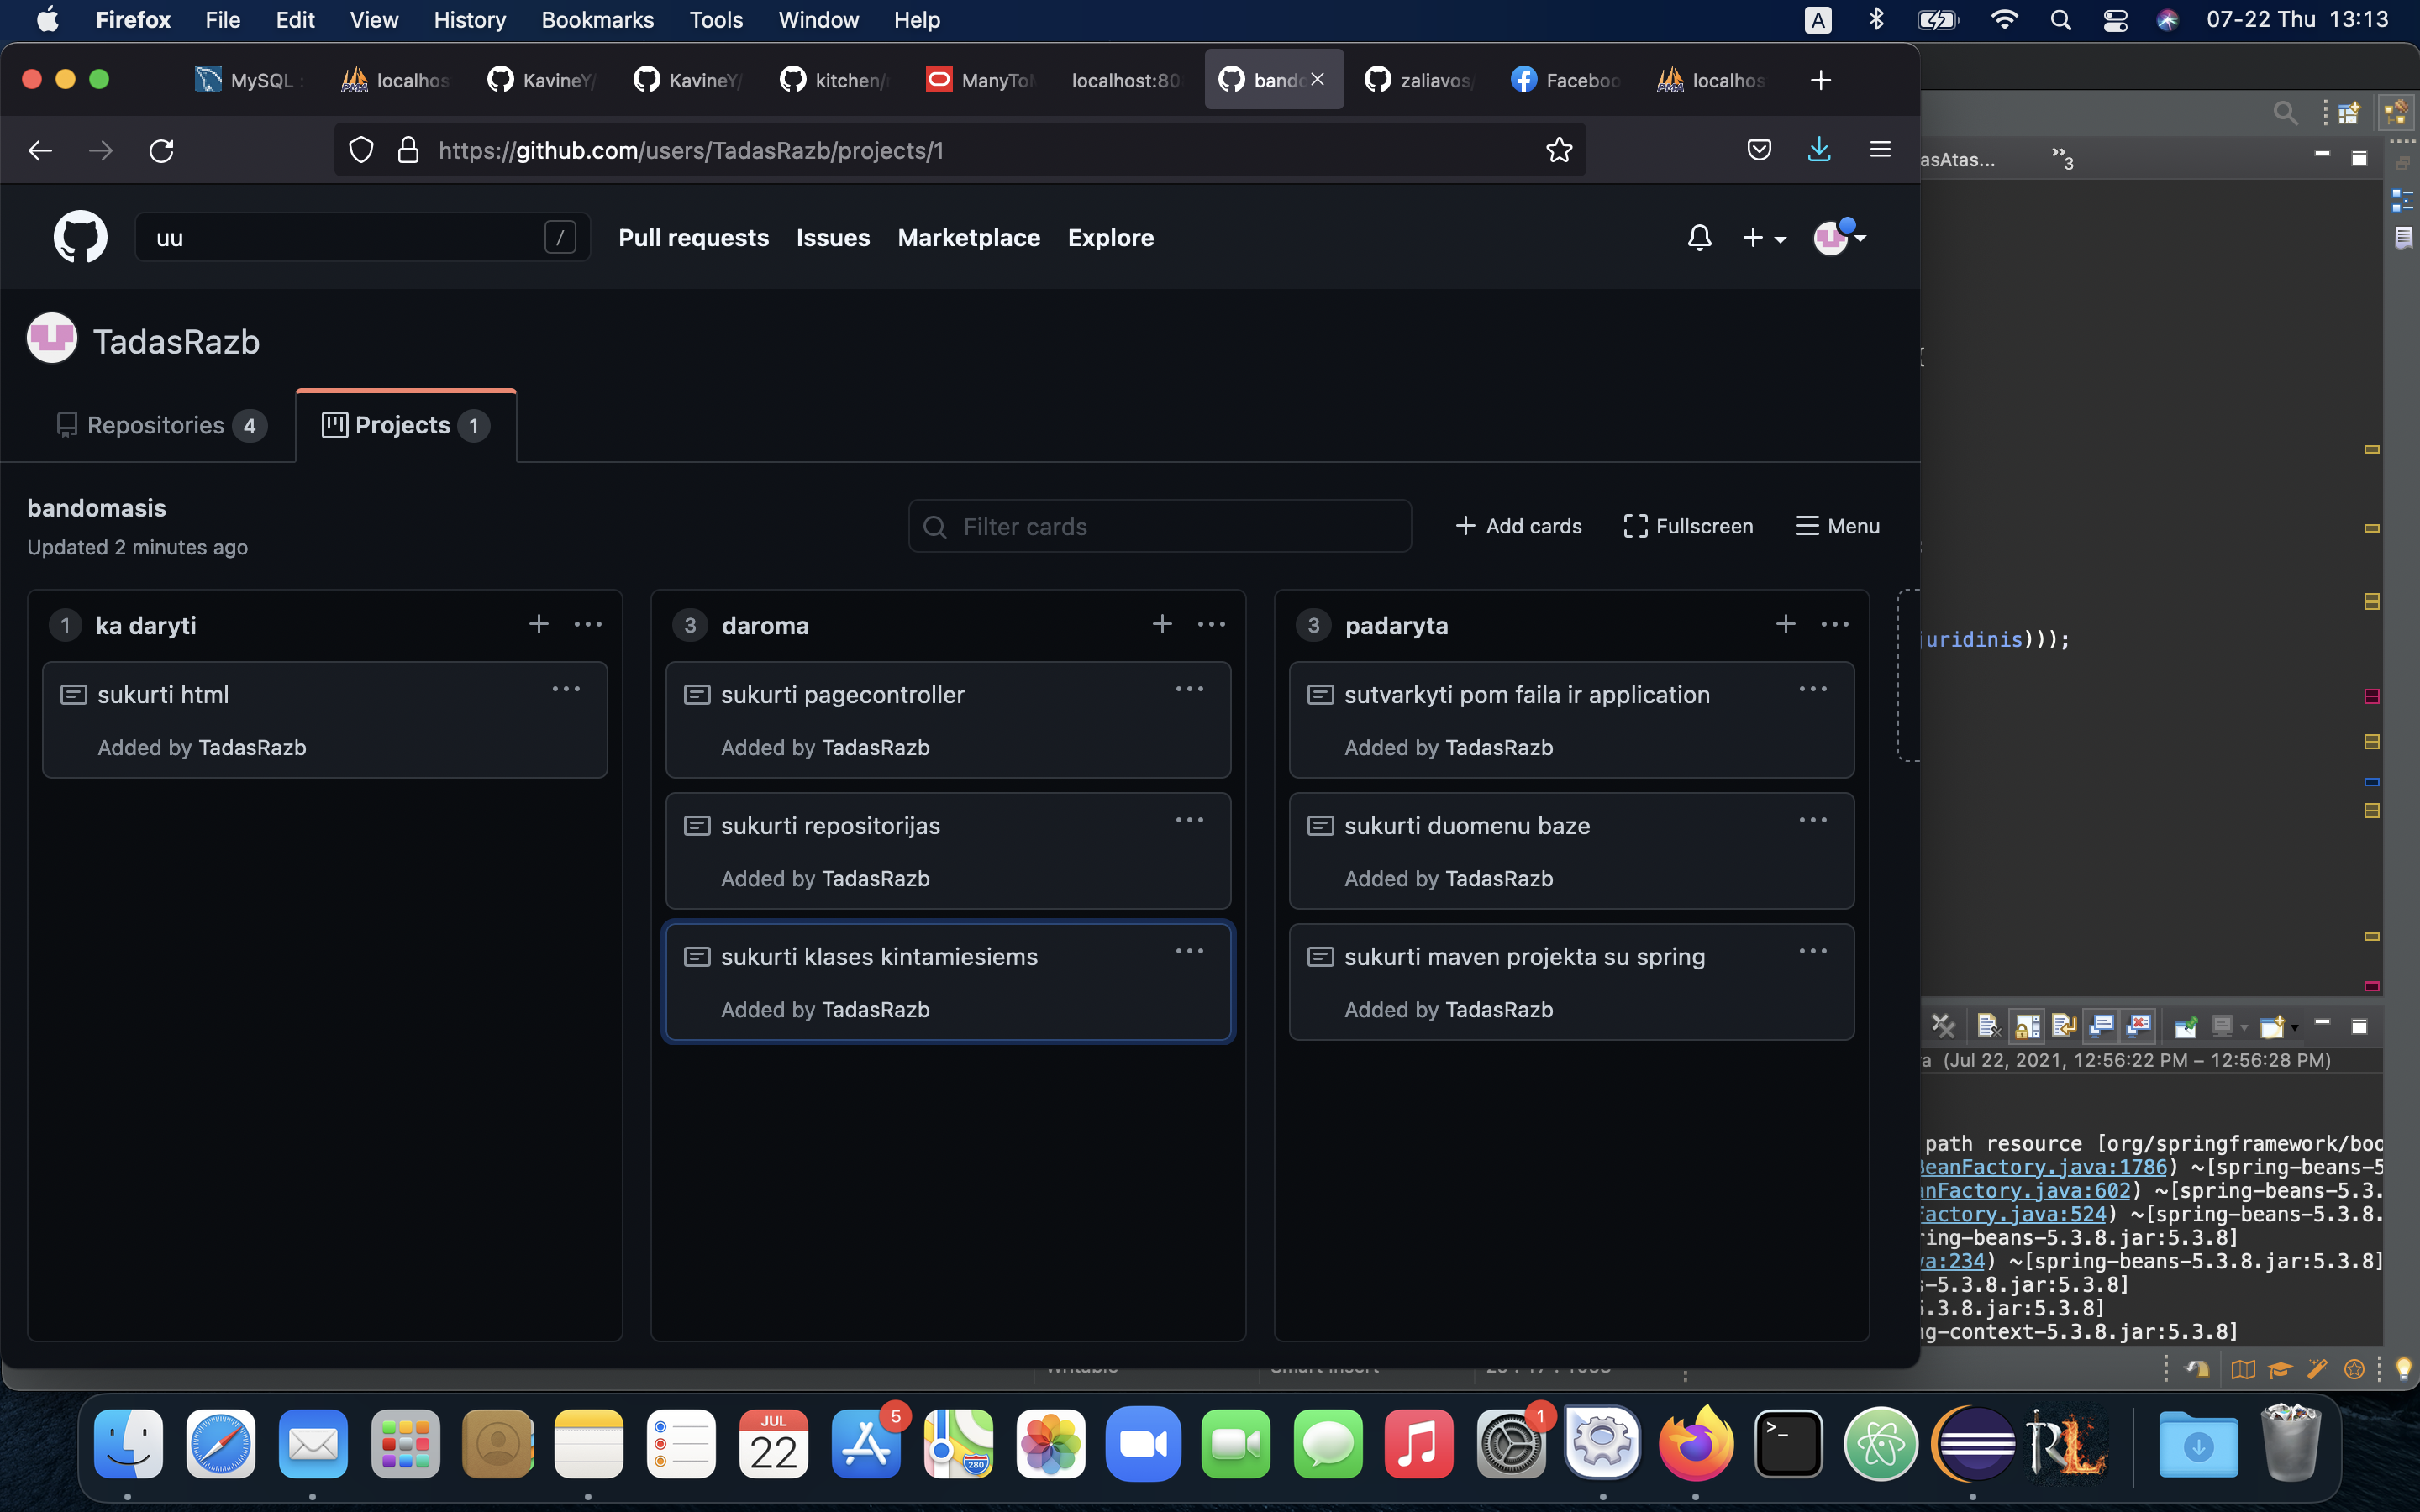 Firefox File Edit View History Bookmarks Tools Window Help
A 07-22 Thu 13:13
MySQL localhos KavineY/ KavineY/ kitchen/ ManyTo localhost:80 bando zaliavos/ Faceboo localhos
https://github.com/users/TadasRazb/projects/1
asAtas... »3
uu / Pull requests Issues Marketplace Explore
TadasRazb
Repositories 4 Projects 1
bandomasis
Updated 2 minutes ago
Filter cards Add cards Fullscreen Menu
1 ka daryti
sukurti html
Added by TadasRazb
3 daroma
sukurti pagecontroller
Added by TadasRazb
sukurti repositorijas
Added by TadasRazb
sukurti klases kintamiesiems
Added by TadasRazb
3 padaryta
sutvarkyti pom faila ir application
Added by TadasRazb
sukurti duomenu baze
Added by TadasRazb
sukurti maven projekta su spring
Added by TadasRazb
uridinis)));
a (Jul 22, 2021, 12:56:22 PM – 12:56:28 PM)
path resource [org/springframework/boo
BeanFactory.java:1786) ~[spring-beans-5
nFactory.java:602) ~[spring-beans-5.3.
Factory.java:524) ~[spring-beans-5.3.8.
ring-beans-5.3.8.jar:5.3.8]
va:234) ~[spring-beans-5.3.8.jar:5.3.8]
s-5.3.8.jar:5.3.8]
5.3.8.jar:5.3.8]
ng-context-5.3.8.jar:5.3.8]
JUL
22
5
280
1
RL